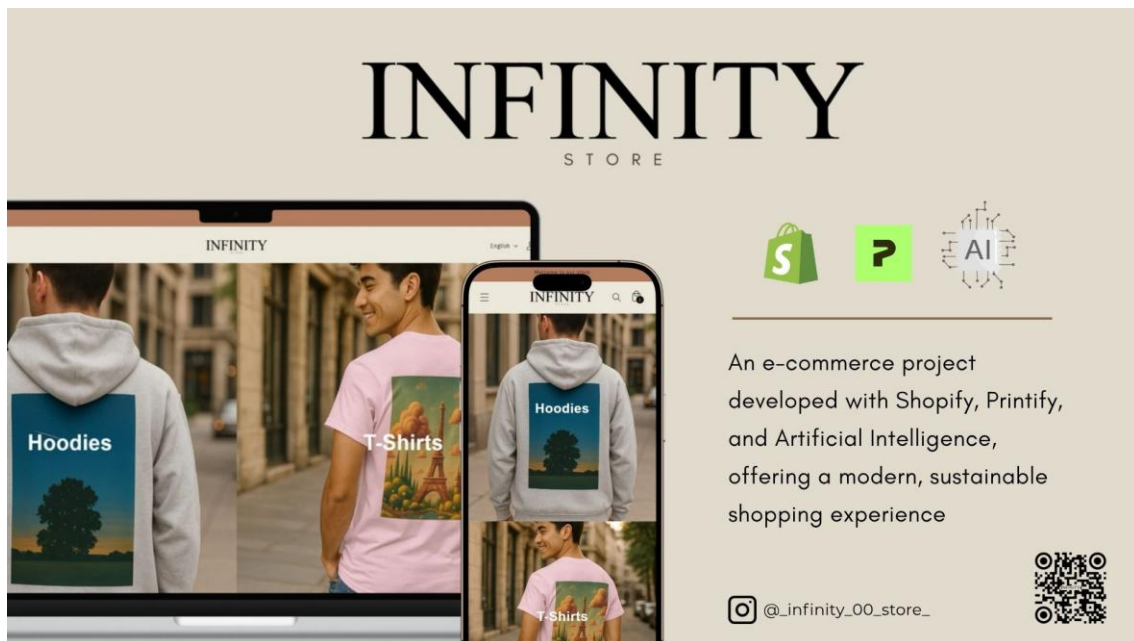 INFINITY
STORE
INFINITY
English
Hoodies
T-Shirts
INFINITY
Hoodies
T-Shirts
AI
An e-commerce project
developed with Shopify, Printify,
and Artificial Intelligence,
offering a modern, sustainable
shopping experience
@_infinity_00_store_